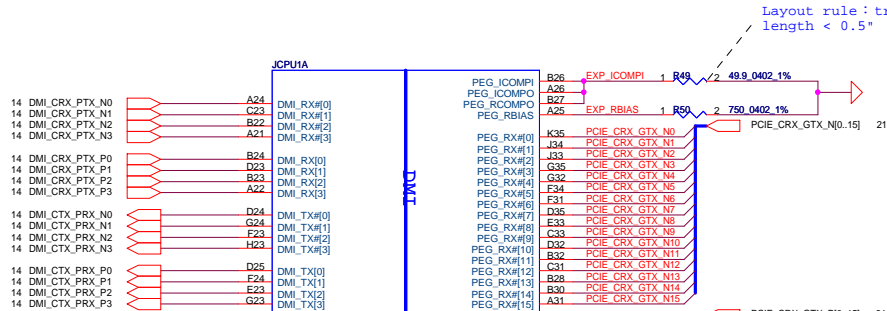 Layout rule：tr
length < 0.5"
JCPU1A
PEG_ICOMPI B26 EXP_ICOMPI 1 R49 2 49.9_0402_1%
PEG_ICOMPO A26
PEG_RCOMPO B27
PEG_RBIAS A25 EXP_RBIAS 1 R50 2 750_0402_1%
14 DMI_CRX_PTX_N0 A24 DMI_RX#[0]
14 DMI_CRX_PTX_N1 C23 DMI_RX#[1]
14 DMI_CRX_PTX_N2 B22 DMI_RX#[2]
14 DMI_CRX_PTX_N3 A21 DMI_RX#[3]
14 DMI_CRX_PTX_P0 B24 DMI_RX[0]
14 DMI_CRX_PTX_P1 D23 DMI_RX[1]
14 DMI_CRX_PTX_P2 B23 DMI_RX[2]
14 DMI_CRX_PTX_P3 A22 DMI_RX[3]
14 DMI_CTX_PRX_N0 D24 DMI_TX#[0]
14 DMI_CTX_PRX_N1 G24 DMI_TX#[1]
14 DMI_CTX_PRX_N2 F23 DMI_TX#[2]
14 DMI_CTX_PRX_N3 H23 DMI_TX#[3]
14 DMI_CTX_PRX_P0 D25 DMI_TX[0]
14 DMI_CTX_PRX_P1 F24 DMI_TX[1]
14 DMI_CTX_PRX_P2 E23 DMI_TX[2]
14 DMI_CTX_PRX_P3 G23 DMI_TX[3]
DMI
PEG_RX#[0] K35 PCIE_CRX_GTX_N0
PEG_RX#[1] J34 PCIE_CRX_GTX_N1
PEG_RX#[2] J33 PCIE_CRX_GTX_N2
PEG_RX#[3] G35 PCIE_CRX_GTX_N3
PEG_RX#[4] G32 PCIE_CRX_GTX_N4
PEG_RX#[5] F34 PCIE_CRX_GTX_N5
PEG_RX#[6] F31 PCIE_CRX_GTX_N6
PEG_RX#[7] D35 PCIE_CRX_GTX_N7
PEG_RX#[8] E33 PCIE_CRX_GTX_N8
PEG_RX#[9] C33 PCIE_CRX_GTX_N9
PEG_RX#[10] D32 PCIE_CRX_GTX_N10
PEG_RX#[11] B32 PCIE_CRX_GTX_N11
PEG_RX#[12] C31 PCIE_CRX_GTX_N12
PEG_RX#[13] B28 PCIE_CRX_GTX_N13
PEG_RX#[14] B30 PCIE_CRX_GTX_N14
PEG_RX#[15] A31 PCIE_CRX_GTX_N15
PCIE_CRX_GTX_N[0..15] 21